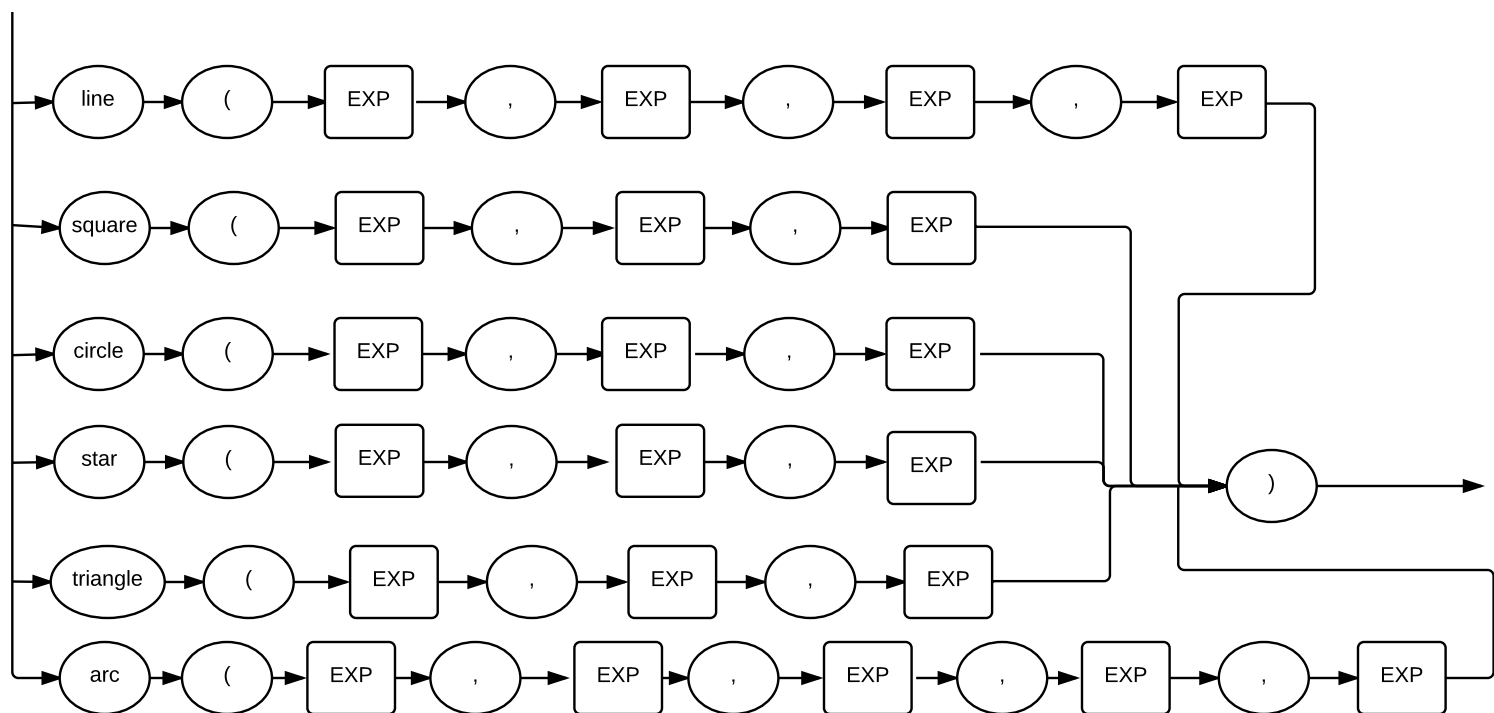 line ( EXP , EXP , EXP , EXP
square ( EXP , EXP , EXP
circle ( EXP , EXP , EXP
star ( EXP , EXP , EXP
)
triangle ( EXP , EXP , EXP
arc ( EXP , EXP , EXP , EXP , EXP